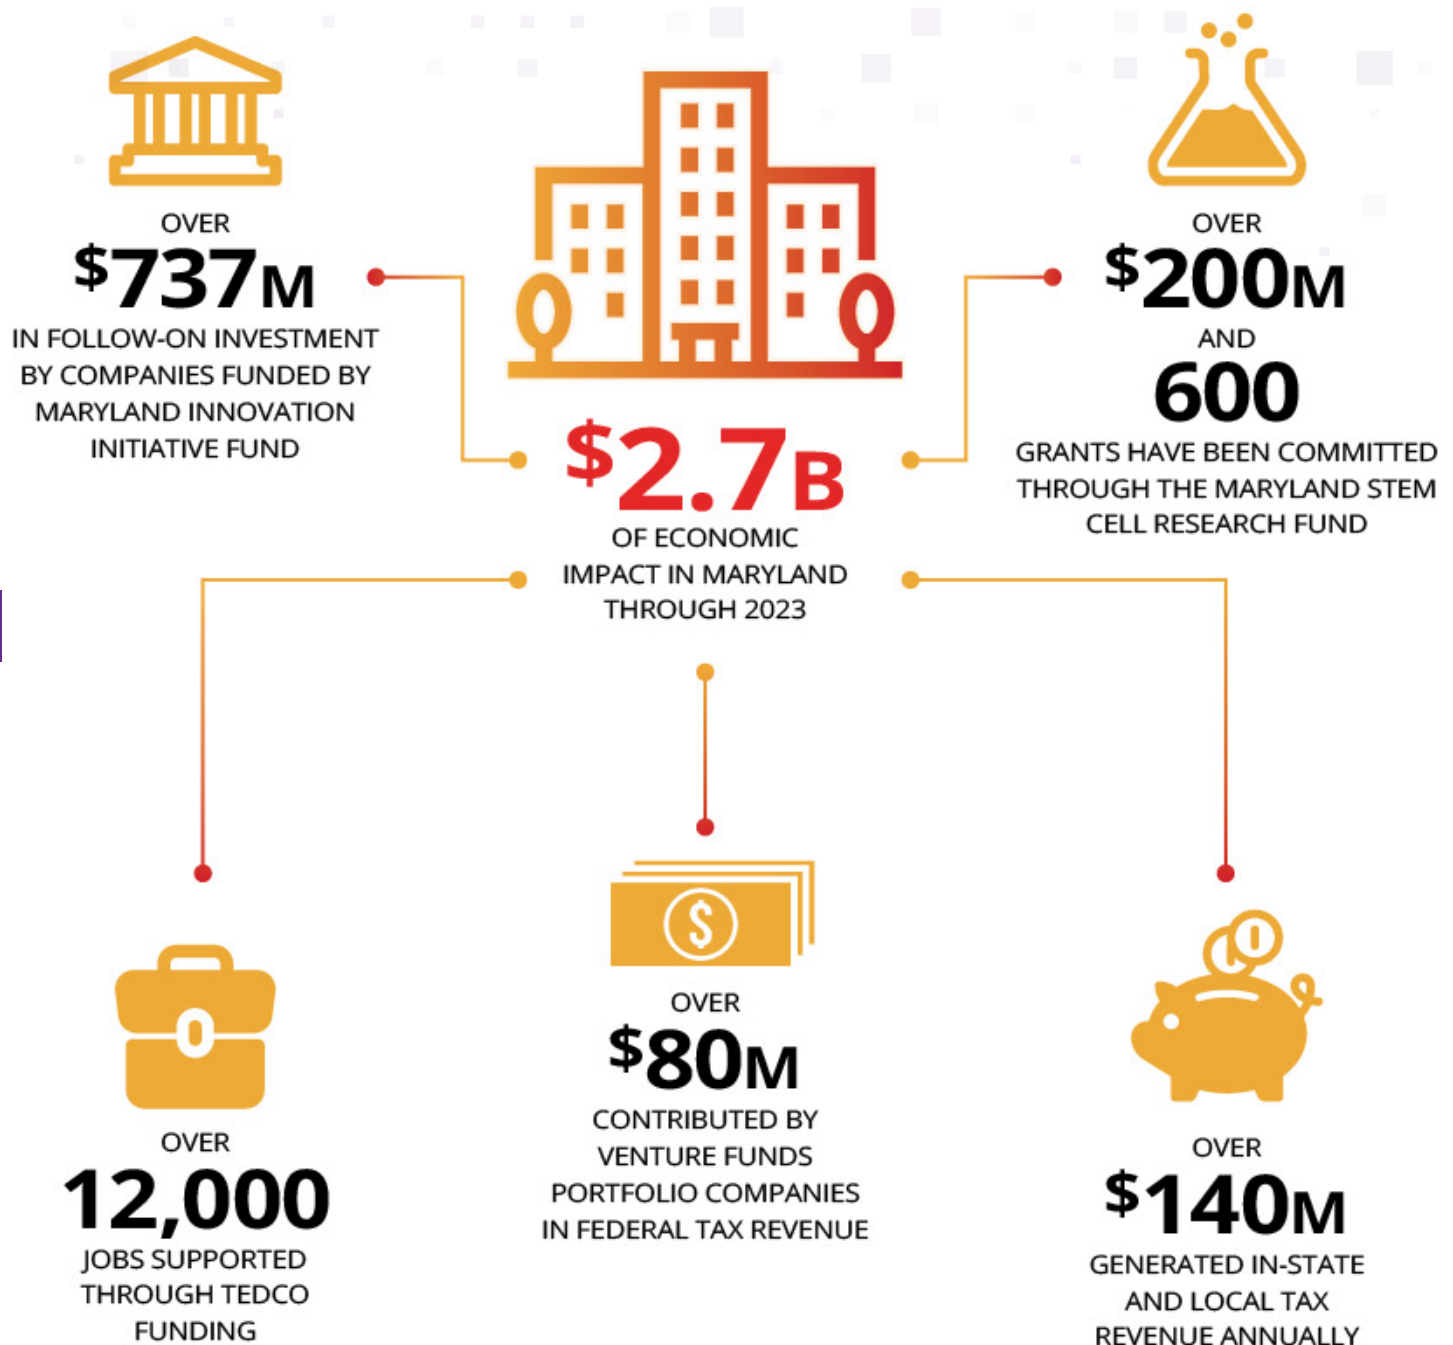 OVER
$737M
IN FOLLOW-ON INVESTMENT
BY COMPANIES FUNDED BY
MARYLAND INNOVATION
INITIATIVE FUND
$2.7B
OF ECONOMIC
IMPACT IN MARYLAND
THROUGH 2023
OVER
$200M
AND
600
GRANTS HAVE BEEN COMMITTED
THROUGH THE MARYLAND STEM
CELL RESEARCH FUND
OVER
12,000
JOBS SUPPORTED
THROUGH TEDCO
FUNDING
$
OVER
$80M
CONTRIBUTED BY
VENTURE FUNDS
PORTFOLIO COMPANIES
IN FEDERAL TAX REVENUE
OVER
$140M
GENERATED IN-STATE
AND LOCAL TAX
REVENUE ANNUALLY